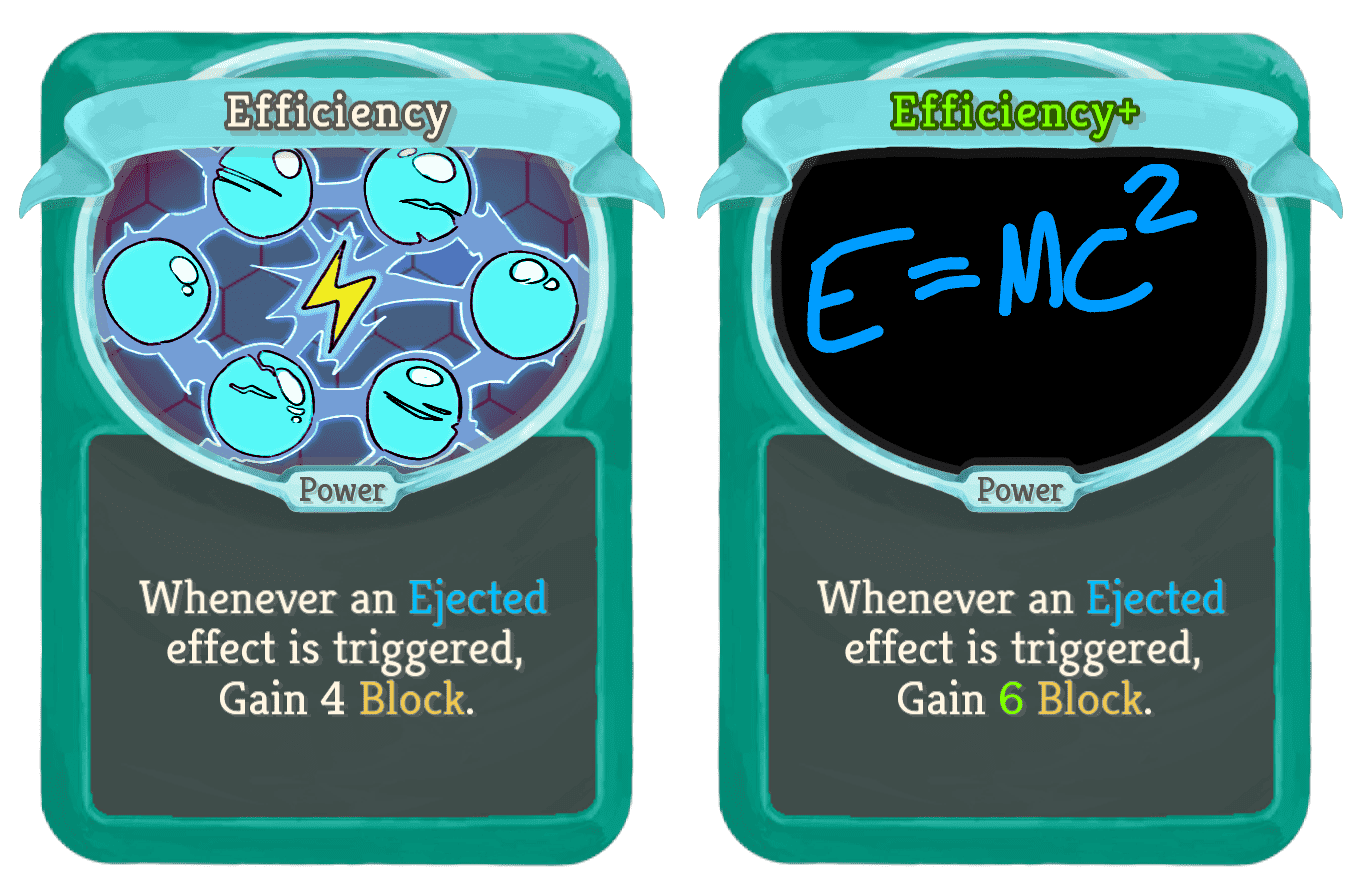 Efficiency
Power
Whenever an Ejected
effect is triggered,
Gain 4 Block.
Efficiency+
E=MC²
Power
Whenever an Ejected
effect is triggered,
Gain 6 Block.